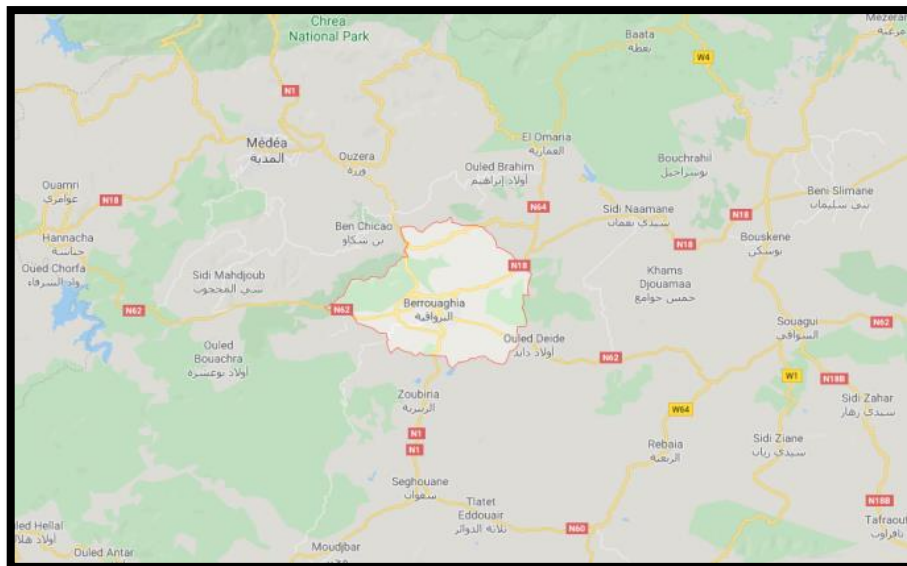 Chrea
National Park
Mezera
مزغنة
Baata
بعطة
W4
N1
Médéa
المدية
Ouzera
وزرة
El Omaria
العمارية
Ouled Brahim
أولاد إبراهيم
Bouchrahil
بوشراحيل
Ouamri
عوامري
N18
Beni Slimane
بني سليمان
N64
Sidi Naamane
سيدي نعمان
N18
Ben Chicao
بن شكاو
Hannacha
حناشة
N18
Bouskene
بوسكن
Oued Chorfa
واد الشرفاء
Sidi Mahdjoub
سي المحجوب
N18
Khams
Djouamaa
خمس جوامع
N62
N62
Berrouaghia
البرواقية
Ouled
Bouachra
أولاد بوعشرة
Ouled Deide
أولاد دايد
N62
Souagui
السواقي
N62
W1
N18B
Zoubiria
الزبيرية
W64
Sidi Zahar
سيدي زهار
N1
N1
Rebaia
الربعية
Sidi Ziane
سيدي زيان
Seghouane
سغوان
Tlatet
Eddouair
ثلاثة الدوائر
N60
N18B
Tafraout
تافراوت
led Hellal
أولاد هلال
Ouled Antar
Moudjbar